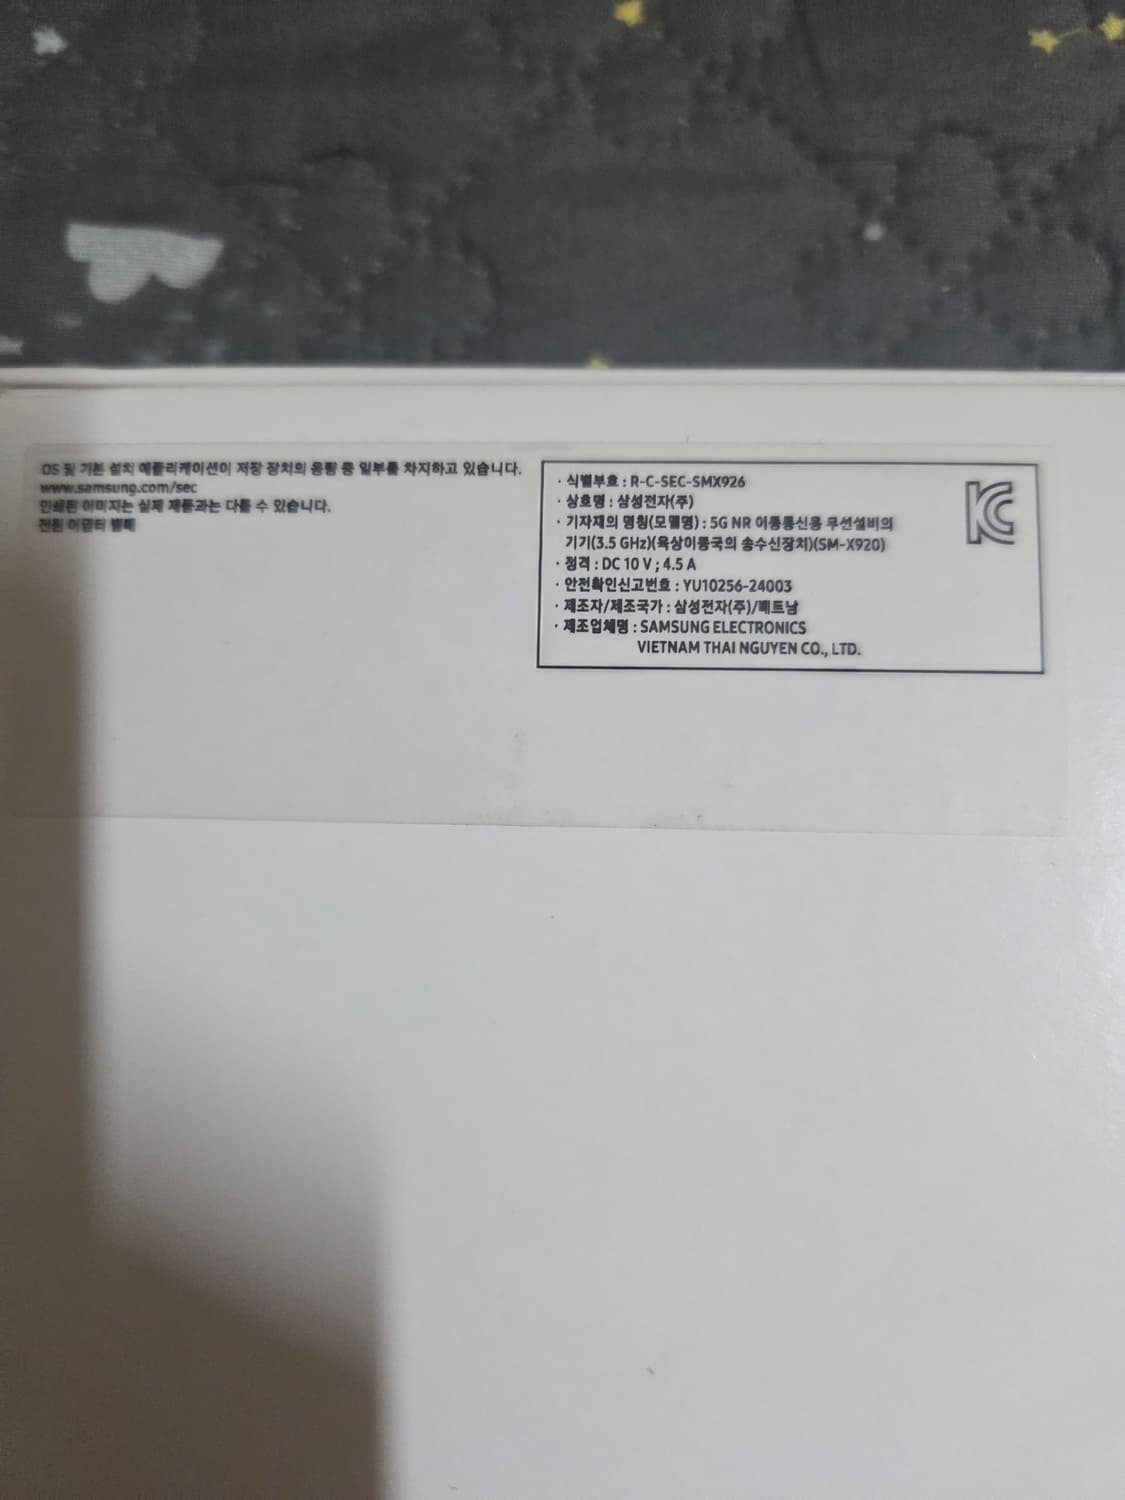 OS 및 기본 설치 애플리케이션이 저장 장치의 용량 중 일부를 차지하고 있습니다.
www.samsung.com/sec
인쇄된 이미지는 실제 제품과는 다를 수 있습니다.
전원 어댑터 별매
· 식별부호 : R-C-SEC-SMX926
· 상호명 : 삼성전자(주)
· 기자재의 명칭(모델명) : 5G NR 이동통신용 무선설비의
기기(3.5 GHz)(육상이동국의 송수신장치)(SM-X920)
· 정격 : DC 10 V ; 4.5 A
· 안전확인신고번호 : YU10256-24003
· 제조자/제조국가 : 삼성전자(주)/베트남
· 제조업체명 : SAMSUNG ELECTRONICS
VIETNAM THAI NGUYEN CO., LTD.
KC